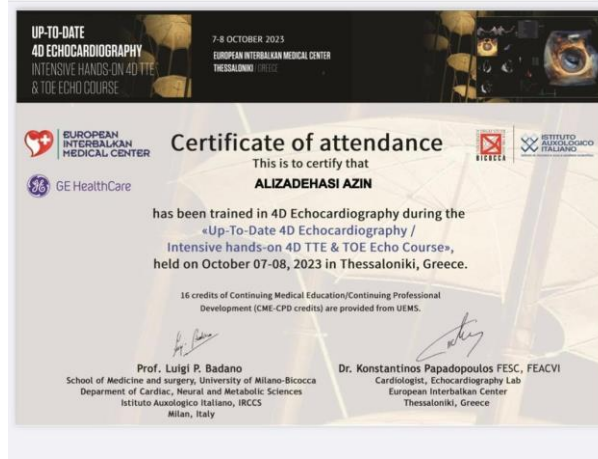 UP-TO-DATE
4D ECHOCARDIOGRAPHY
INTENSIVE HANDS-ON 4D TTE
& TOE ECHO COURSE
7-8 OCTOBER 2023
EUROPEAN INTERBALKAN MEDICAL CENTER
THESSALONIKI | GREECE
EUROPEAN
INTERBALKAN
MEDICAL CENTER
GE HealthCare
BICOCCA
ISTITUTO
AUXOLOGICO
ITALIANO
Certificate of attendance
This is to certify that
ALIZADEHASI AZIN
has been trained in 4D Echocardiography during the
«Up-To-Date 4D Echocardiography /
Intensive hands-on 4D TTE & TOE Echo Course»,
held on October 07-08, 2023 in Thessaloniki, Greece.
16 credits of Continuing Medical Education/Continuing Professional
Development (CME-CPD credits) are provided from UEMS.
Prof. Luigi P. Badano
School of Medicine and surgery, University of Milano-Bicocca
Deparment of Cardiac, Neural and Metabolic Sciences
Istituto Auxologico Italiano, IRCCS
Milan, Italy
Dr. Konstantinos Papadopoulos FESC, FEACVI
Cardiologist, Echocardiography Lab
European Interbalkan Center
Thessaloniki, Greece